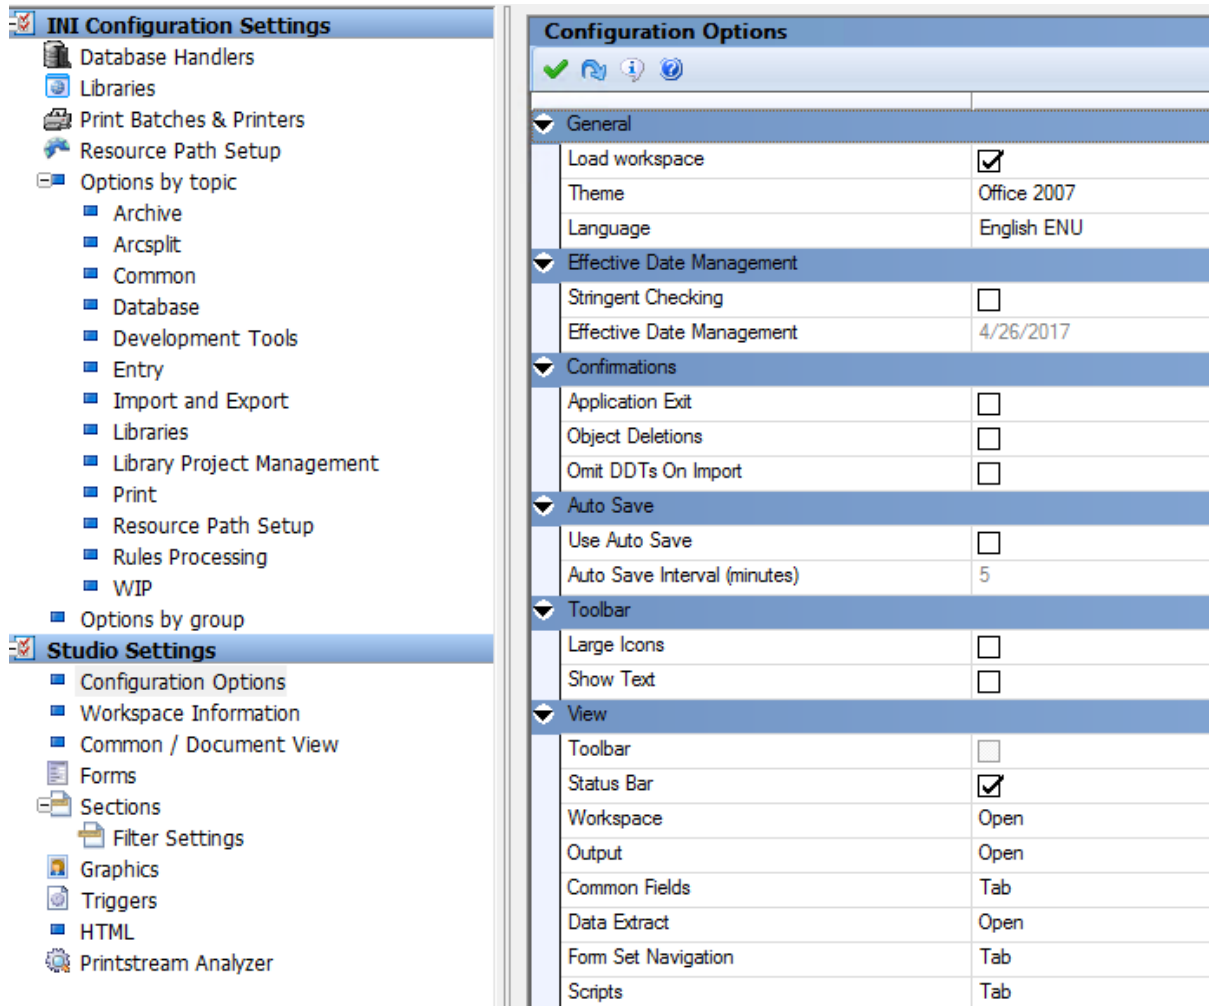 INI Configuration Settings
Database Handlers
Libraries
Print Batches & Printers
Resource Path Setup
Options by topic
Archive
Arcsplit
Common
Database
Development Tools
Entry
Import and Export
Libraries
Library Project Management
Print
Resource Path Setup
Rules Processing
WIP
Options by group
Studio Settings
Configuration Options
Workspace Information
Common / Document View
Forms
Sections
Filter Settings
Graphics
Triggers
HTML
Printstream Analyzer
Configuration Options
General
Load workspace
Theme Office 2007
Language English ENU
Effective Date Management
Stringent Checking
Effective Date Management 4/26/2017
Confirmations
Application Exit
Object Deletions
Omit DDTs On Import
Auto Save
Use Auto Save
Auto Save Interval (minutes) 5
Toolbar
Large Icons
Show Text
View
Toolbar
Status Bar
Workspace Open
Output Open
Common Fields Tab
Data Extract Open
Form Set Navigation Tab
Scripts Tab